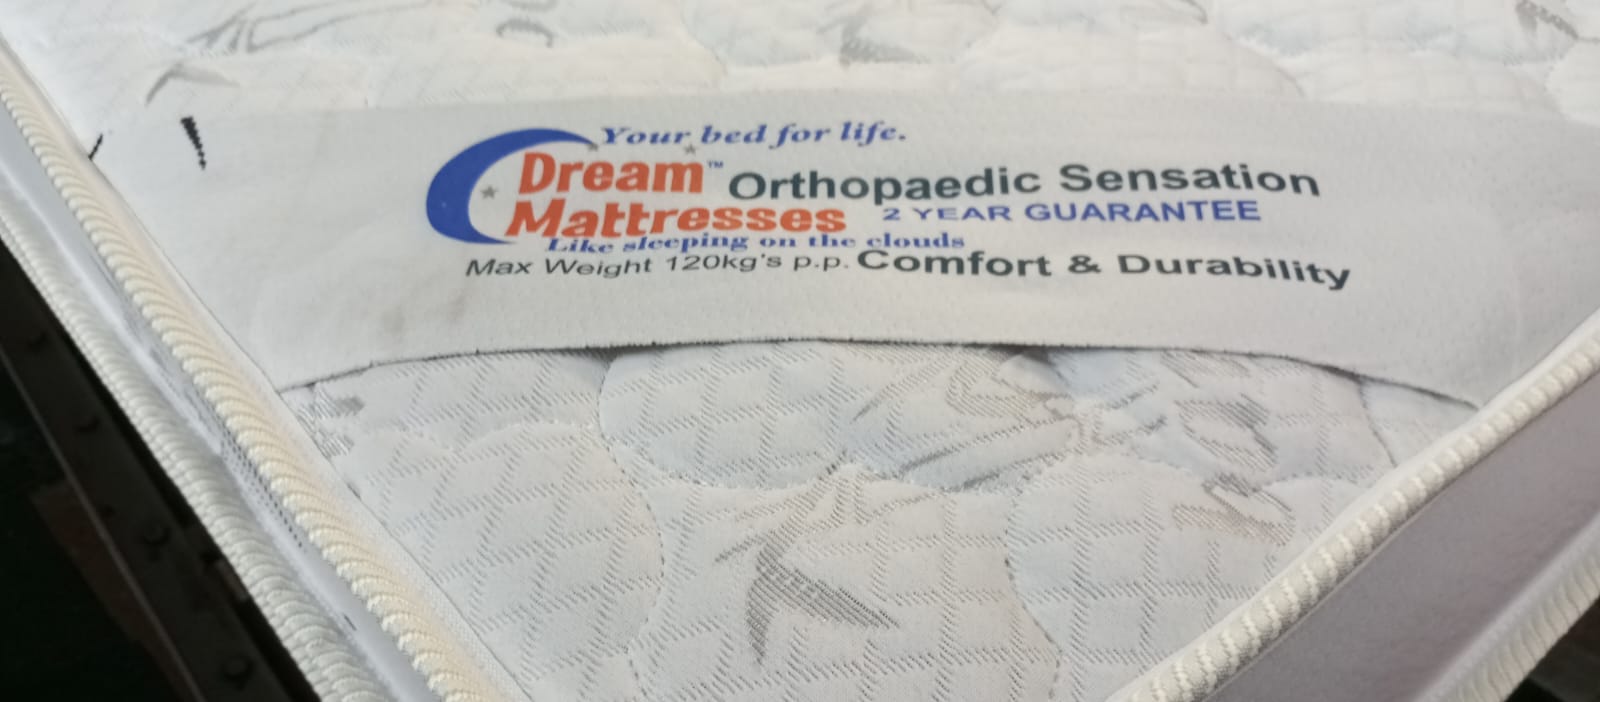 Your bed for life.
Dream™ Orthopaedic Sensation
Mattresses 2 YEAR GUARANTEE
Like sleeping on the clouds
Max Weight 120kg's p.p. Comfort & Durability